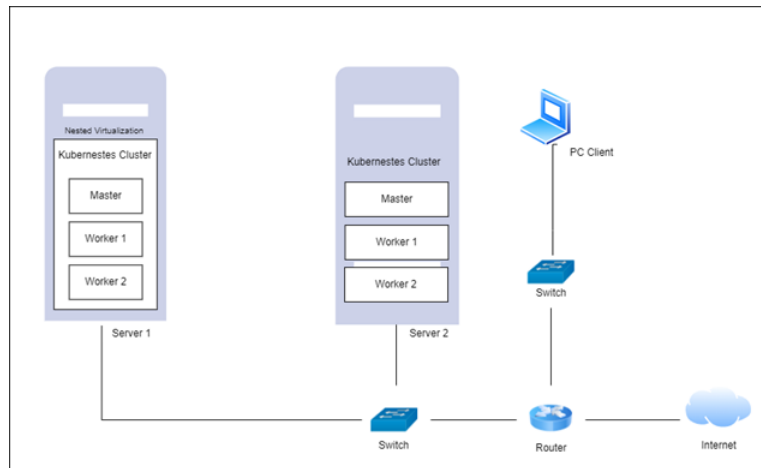 Nested Virtualization
Kubernestes Cluster
Master
Worker 1
Worker 2
Server 1
Kubernestes Cluster
Master
Worker 1
Worker 2
Server 2
PC Client
Switch
Switch
Router
Internet